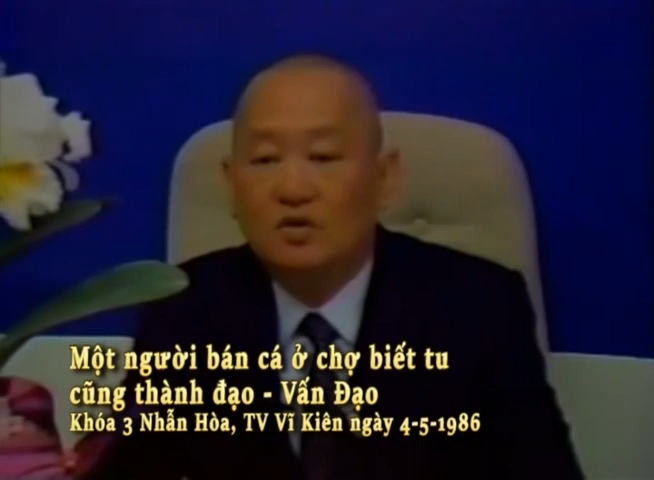 Một người bán cá ở chợ biết tu
cũng thành đạo - Vấn Đạo
Khóa 3 Nhẫn Hòa, TV Vĩ Kiên ngày 4-5-1986